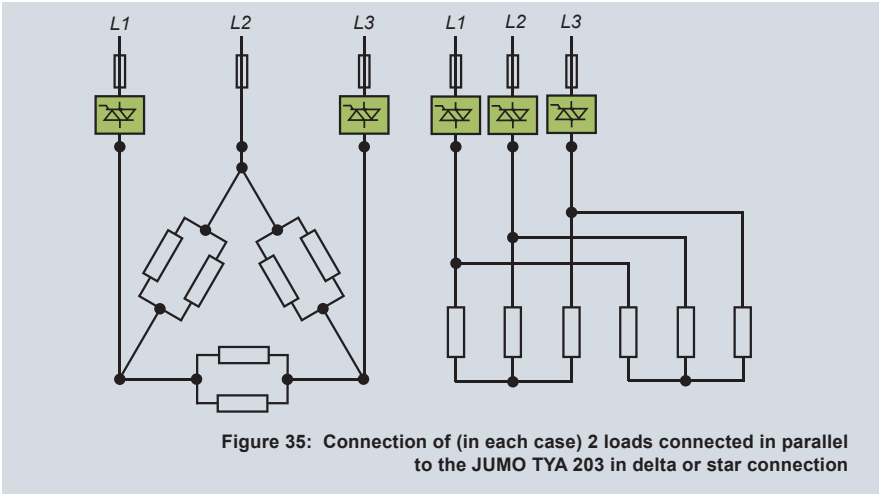 L1 L2 L3 L1 L2 L3
Figure 35: Connection of (in each case) 2 loads connected in parallel
to the JUMO TYA 203 in delta or star connection